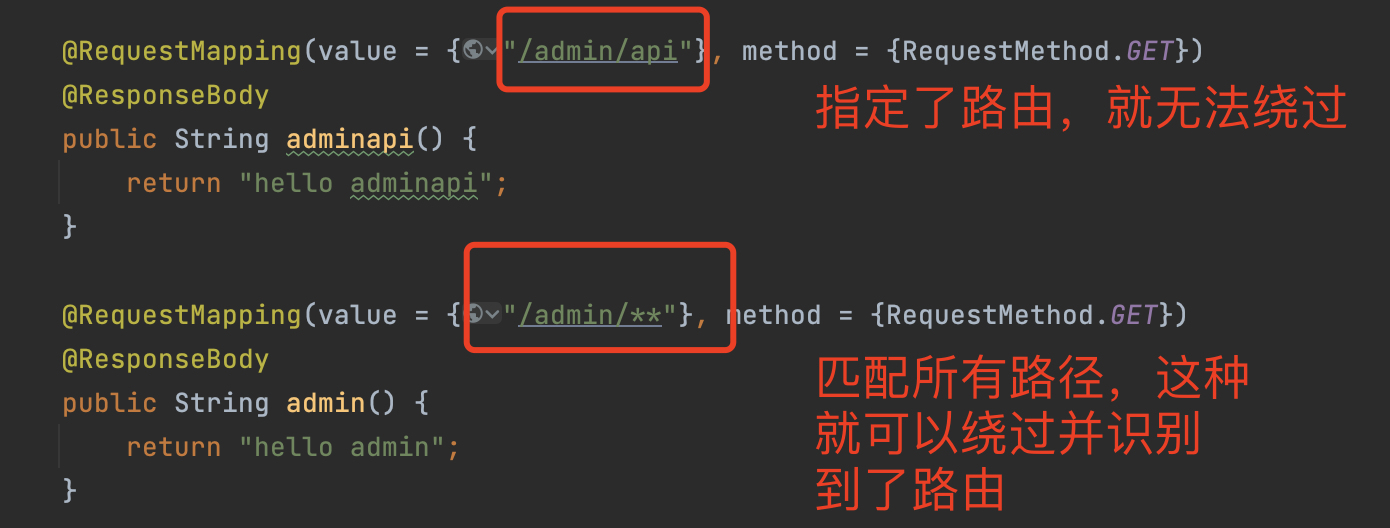 @RequestMapping(value = {"/admin/api"}, method = {RequestMethod.GET})
@ResponseBody
指定了路由，就无法绕过
public String adminapi() {
return "hello adminapi";
}
@RequestMapping(value = {"/admin/**"}, method = {RequestMethod.GET})
@ResponseBody
匹配所有路径，这种
public String admin() {
就可以绕过并识别
return "hello admin";
到了路由
}